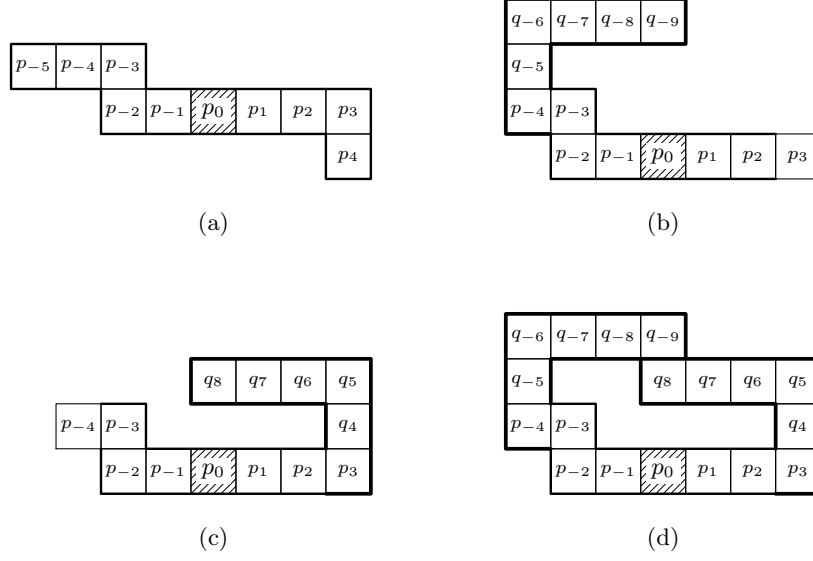 p₋₅ p₋₄ p₋₃
p₋₂ p₋₁ p₀ p₁ p₂ p₃
p₄
(a)
q₋₆ q₋₇ q₋₈ q₋₉
q₋₅
p₋₄ p₋₃
p₋₂ p₋₁ p₀ p₁ p₂ p₃
(b)
q₈ q₇ q₆ q₅
p₋₄ p₋₃ q₄
p₋₂ p₋₁ p₀ p₁ p₂ p₃
(c)
q₋₆ q₋₇ q₋₈ q₋₉
q₋₅ q₈ q₇ q₆ q₅
p₋₄ p₋₃ q₄
p₋₂ p₋₁ p₀ p₁ p₂ p₃
(d)